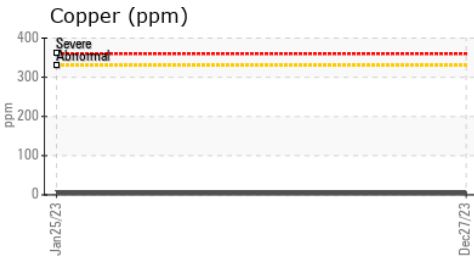 Copper (ppm)
400
Severe
Abnormal
300
200
100
0
ppm
Jan25/23
Dec27/23